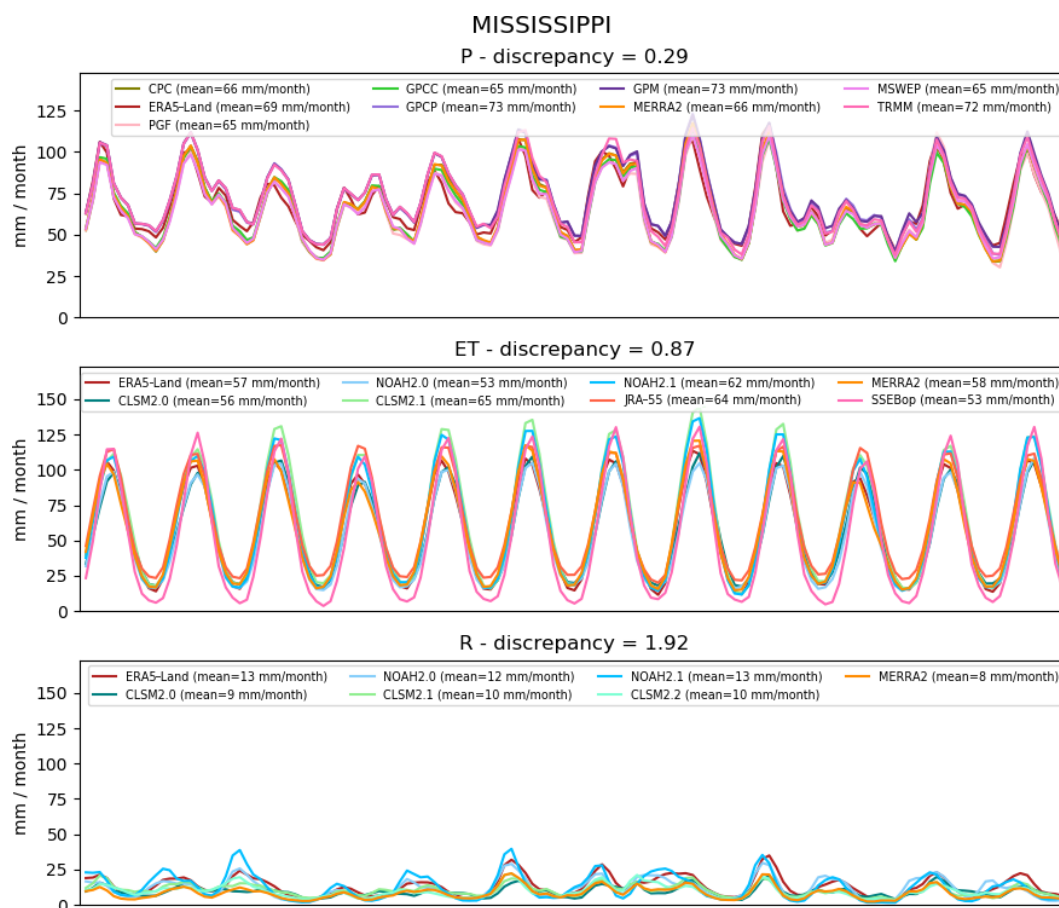 MISSISSIPPI
P - discrepancy = 0.29
CPC (mean=66 mm/month) GPCC (mean=65 mm/month) GPM (mean=73 mm/month) MSWEP (mean=65 mm/month)
ERA5-Land (mean=69 mm/month) GPCP (mean=73 mm/month) MERRA2 (mean=66 mm/month) TRMM (mean=72 mm/month)
PGF (mean=65 mm/month)
125
100
75
50
25
0
mm / month
ET - discrepancy = 0.87
ERA5-Land (mean=57 mm/month) NOAH2.0 (mean=53 mm/month) NOAH2.1 (mean=62 mm/month) MERRA2 (mean=58 mm/month)
CLSM2.0 (mean=56 mm/month) CLSM2.1 (mean=65 mm/month) JRA-55 (mean=64 mm/month) SSEBop (mean=53 mm/month)
150
125
100
75
50
25
0
mm / month
R - discrepancy = 1.92
ERA5-Land (mean=13 mm/month) NOAH2.0 (mean=12 mm/month) NOAH2.1 (mean=13 mm/month) MERRA2 (mean=8 mm/month)
CLSM2.0 (mean=9 mm/month) CLSM2.1 (mean=10 mm/month) CLSM2.2 (mean=10 mm/month)
150
125
100
75
50
25
0
mm / month